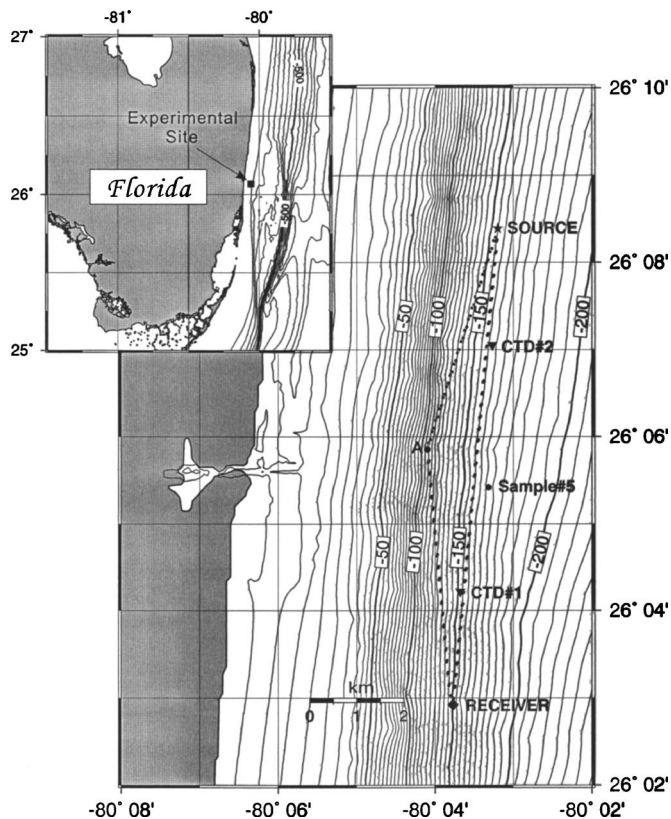 -81°
-80°
27°
-500
Experimental
Site
Florida
26°
-500
25°
26° 10'
SOURCE
26° 08'
-50
-100
-150
-200
CTD#2
26° 06'
A
Sample#5
-50
-100
-150
-200
CTD#1
26° 04'
km
0 1 2
RECEIVER
26° 02'
-80° 08'
-80° 06'
-80° 04'
-80° 02'